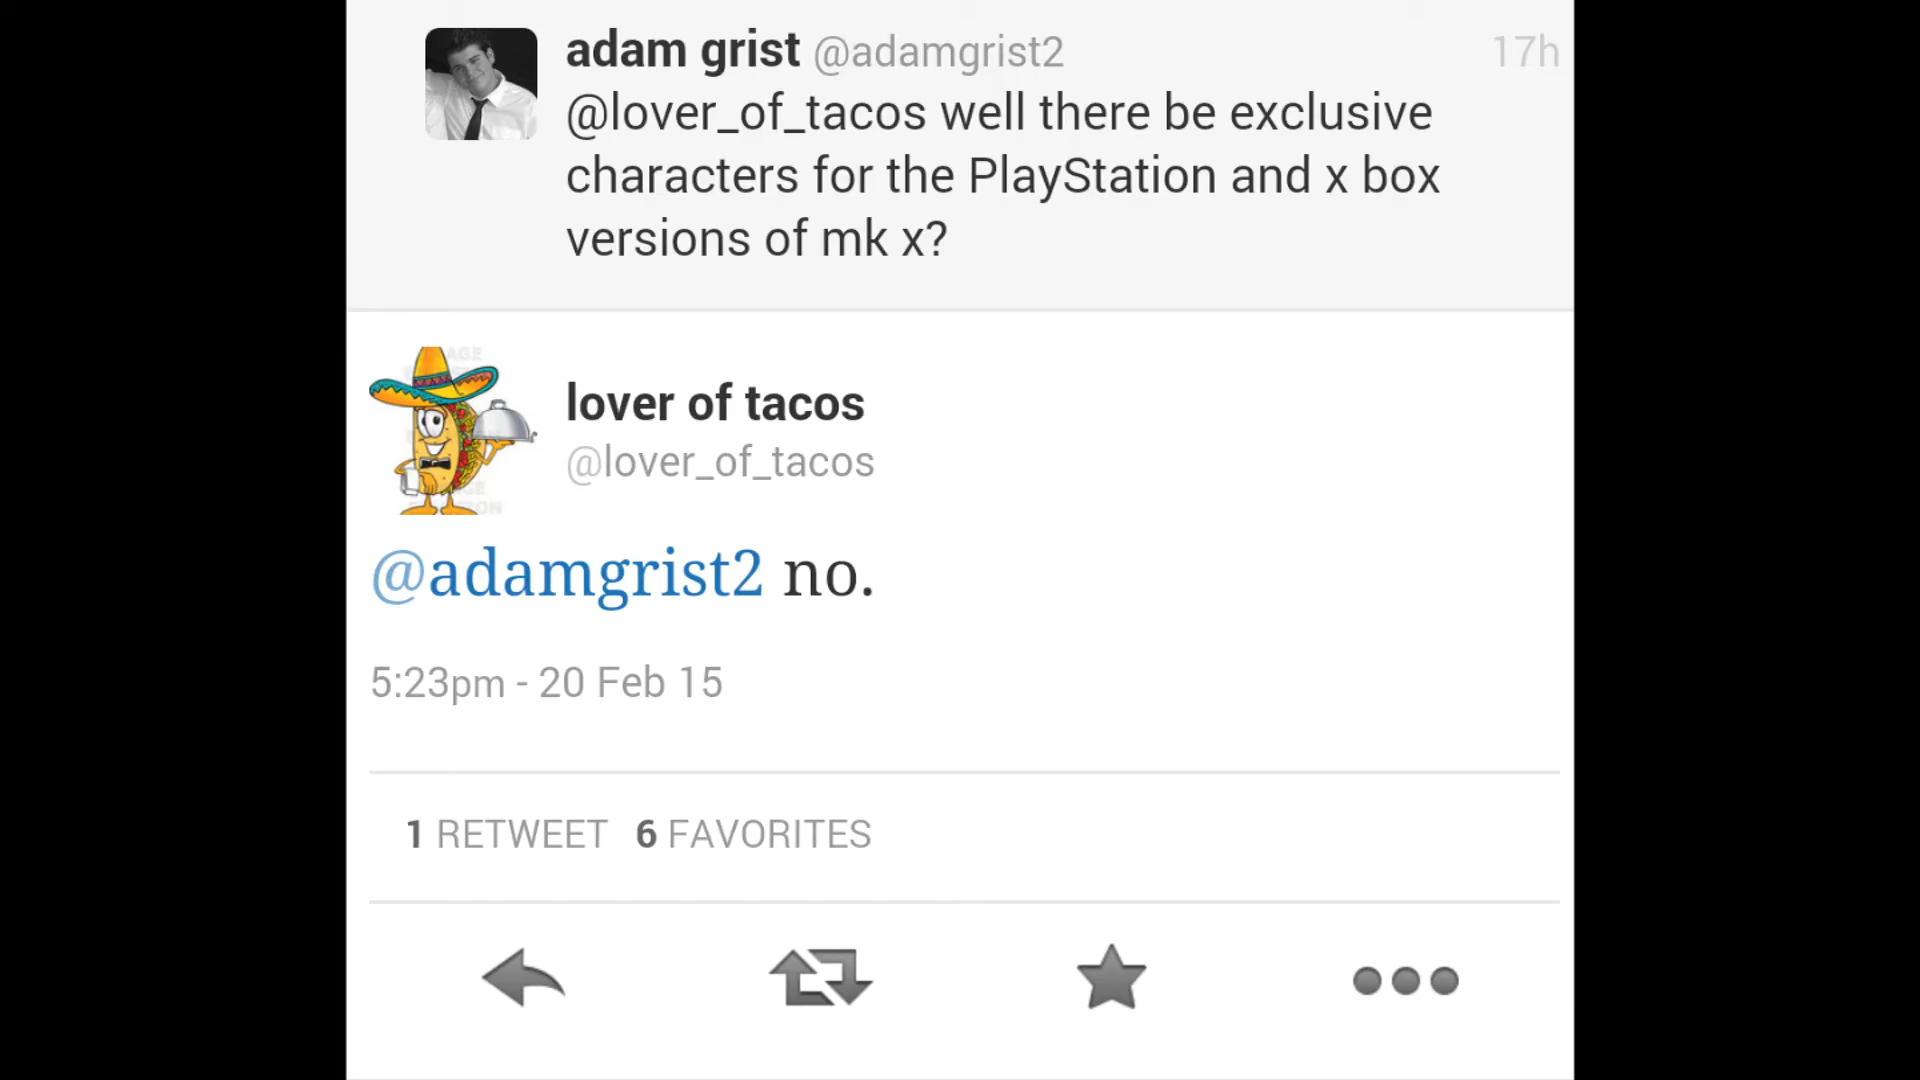 adam grist @adamgrist2 17h
@lover_of_tacos well there be exclusive
characters for the PlayStation and x box
versions of mk x?
AGE
lover of tacos
@lover_of_tacos
@adamgrist2 no.
5:23pm - 20 Feb 15
1 RETWEET 6 FAVORITES